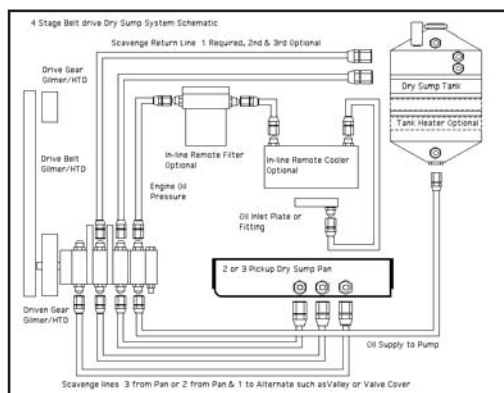 4 Stage Belt drive Dry Sump System Schematic
Scavenge Return Line 1 Required, 2nd & 3rd Optional
Drive Gear
Gilmer/HTD
Dry Sump Tank
Tank Heater Optional
Drive Belt
Gilmer/HTD
In-line Remote Filter
Optional
In-line Remote Cooler
Optional
Engine Oil
Pressure
Oil Inlet Plate or
Fitting
2 or 3 Pickup Dry Sump Pan
Driven Gear
Gilmer/HTD
Oil Supply to Pump
Scavenge lines 3 from Pan or 2 from Pan & 1 to Alternate such asValley or Valve Cover